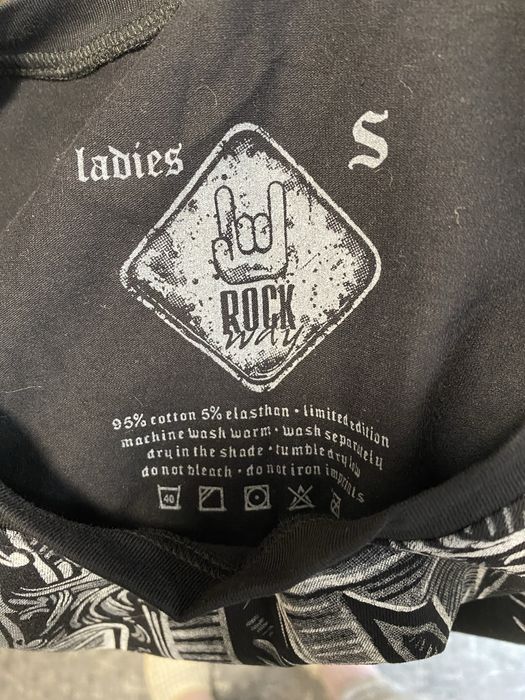 ladies
S
ROCK
way
95% cotton 5% elasthan • limited edition
machine wash warm • wash separately
dry in the shade • tumble dry low
do not bleach • do not iron imprints
40